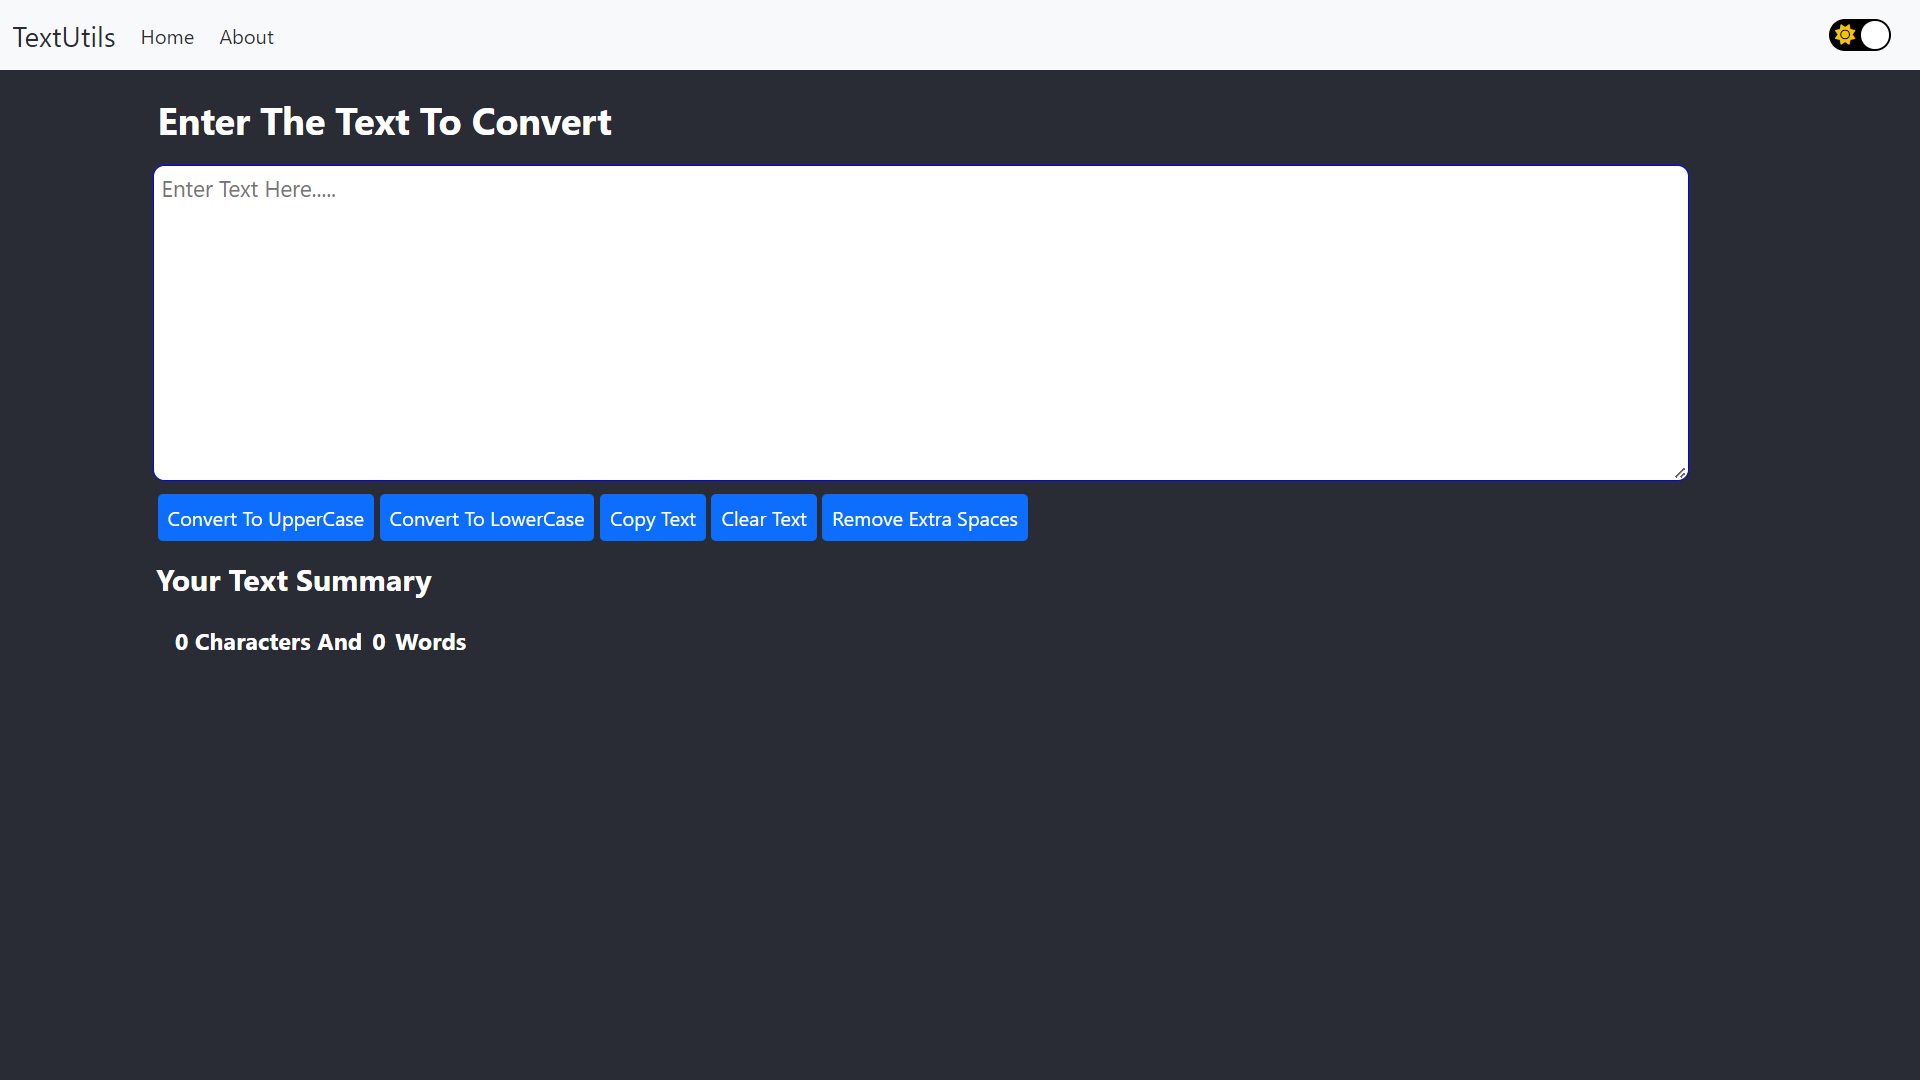 TextUtils Home About
Enter The Text To Convert
Enter Text Here.....
Convert To UpperCase Convert To LowerCase Copy Text Clear Text Remove Extra Spaces
Your Text Summary
0 Characters And 0 Words